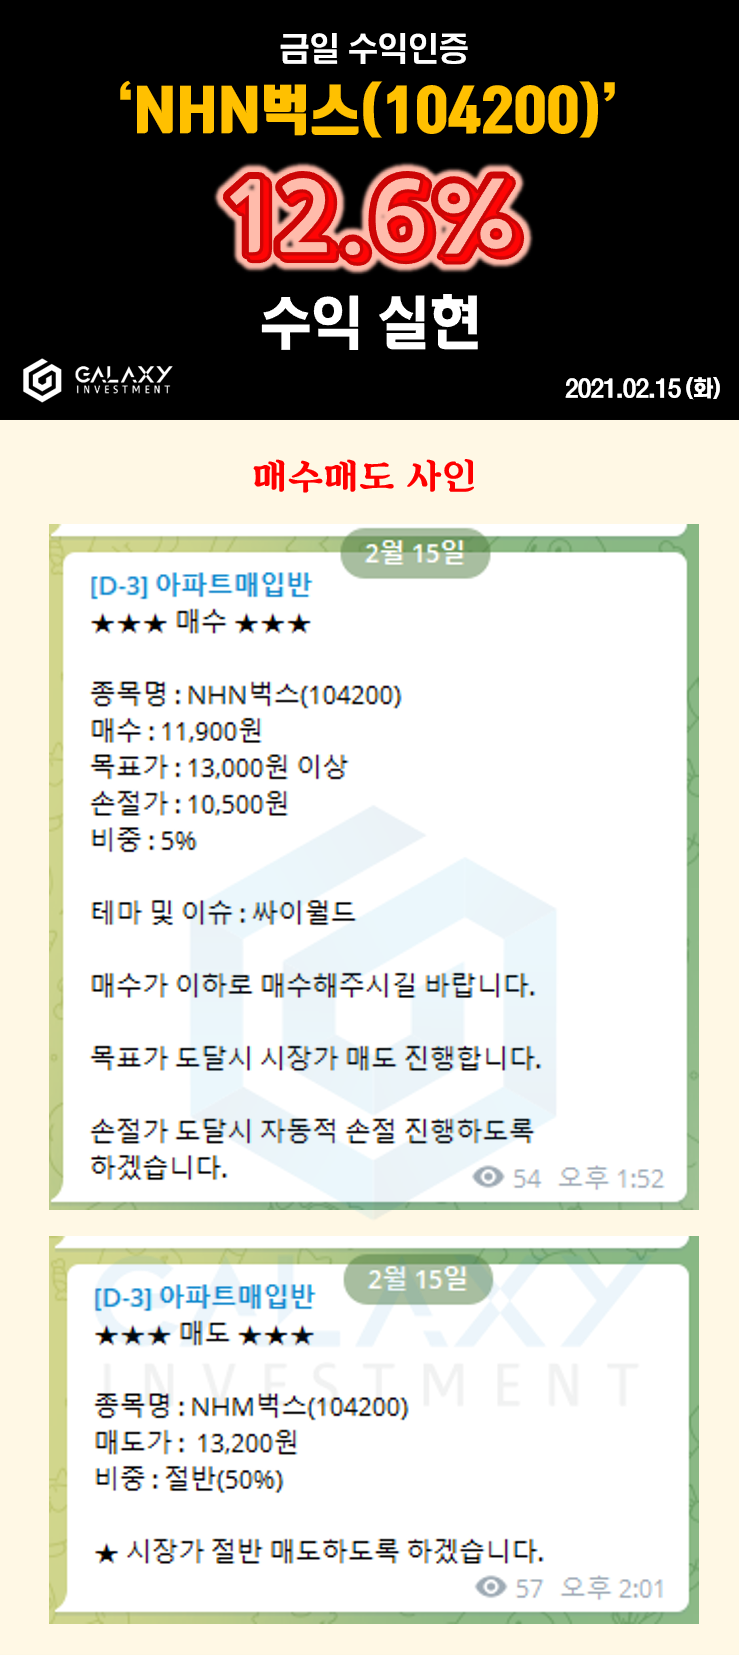 금일 수익인증
‘NHN벅스(104200)’
12.6%
수익 실현
GALAXY
INVESTMENT
2021.02.15 (화)
매수매도 사인
2월 15일
[D-3] 아파트매입반
★★★ 매수 ★★★
종목명 : NHN벅스(104200)
매수 : 11,900원
목표가 : 13,000원 이상
손절가 : 10,500원
비중 : 5%
테마 및 이슈 : 싸이월드
매수가 이하로 매수해주시길 바랍니다.
목표가 도달시 시장가 매도 진행합니다.
손절가 도달시 자동적 손절 진행하도록
하겠습니다.
54 오후 1:52
2월 15일
[D-3] 아파트매입반
★★★ 매도 ★★★
GALAXY
INVESTMENT
종목명 : NHM벅스(104200)
매도가 : 13,200원
비중 : 절반(50%)
★ 시장가 절반 매도하도록 하겠습니다.
57 오후 2:01